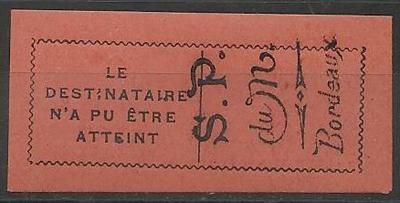 LE
DESTINATAIRE
N'A PU ÊTRE
ATTEINT
S.P.
du M.
Bordeaux